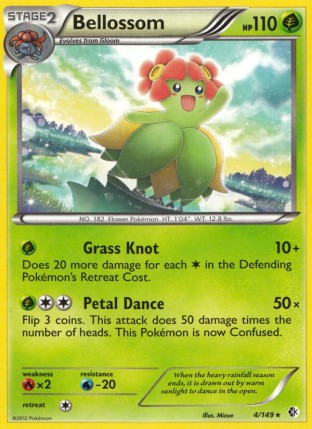 STAGE2 Bellossom HP110
Evolves from Gloom
NO. 182 Flower Pokémon HT: 1'04" WT: 12.8 lbs.
Grass Knot 10+
Does 20 more damage for each in the Defending
Pokémon's Retreat Cost.
Petal Dance 50×
Flip 3 coins. This attack does 50 damage times the
number of heads. This Pokémon is now Confused.
weakness resistance
×2 -20
retreat
When the heavy rainfall season
ends, it is drawn out by warm
sunlight to dance in the open.
©2012 Pokémon Illus. Mizue 4/149 ★